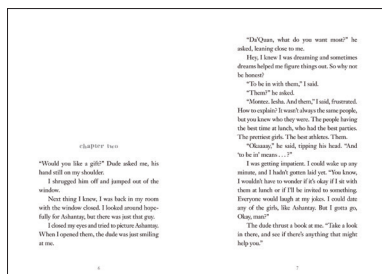 chapter two
"Would you like a gift?" Dude asked me, his
hand still on my shoulder.
I shrugged him off and jumped out of the
window.
Next thing I knew, I was back in my room
with the window closed. I looked around hope-
fully for Ashantay, but there was just that guy.
I closed my eyes and tried to picture Ashantay.
When I opened them, the dude was just smiling
at me.
6
"Da'Quan, what do you want most?" he
asked, leaning close to me.
Hey, I knew I was dreaming and sometimes
dreams helped me figure things out. So why not
be honest?
"To be in with them," I said.
"Them?" he asked.
"Montez. Iesha. And them," I said, frustrated.
How to explain? It wasn't always the same people,
but you knew who they were. The people having
the best time at lunch, who had the best parties.
The prettiest girls. The best athletes. Them.
"Okaaay," he said, tipping his head. "And
'to be in' means . . . ?"
I was getting impatient. I could wake up any
minute, and I hadn't gotten laid yet. "You know,
I wouldn't have to wonder if it's okay if I sit with
them at lunch or if I'll be invited to something.
Everyone would laugh at my jokes. I could date
any of the girls, like Ashantay. But I gotta go,
Okay, man?"
The dude thrust a book at me. "Take a look
in there, and see if there's anything that might
help you."
7